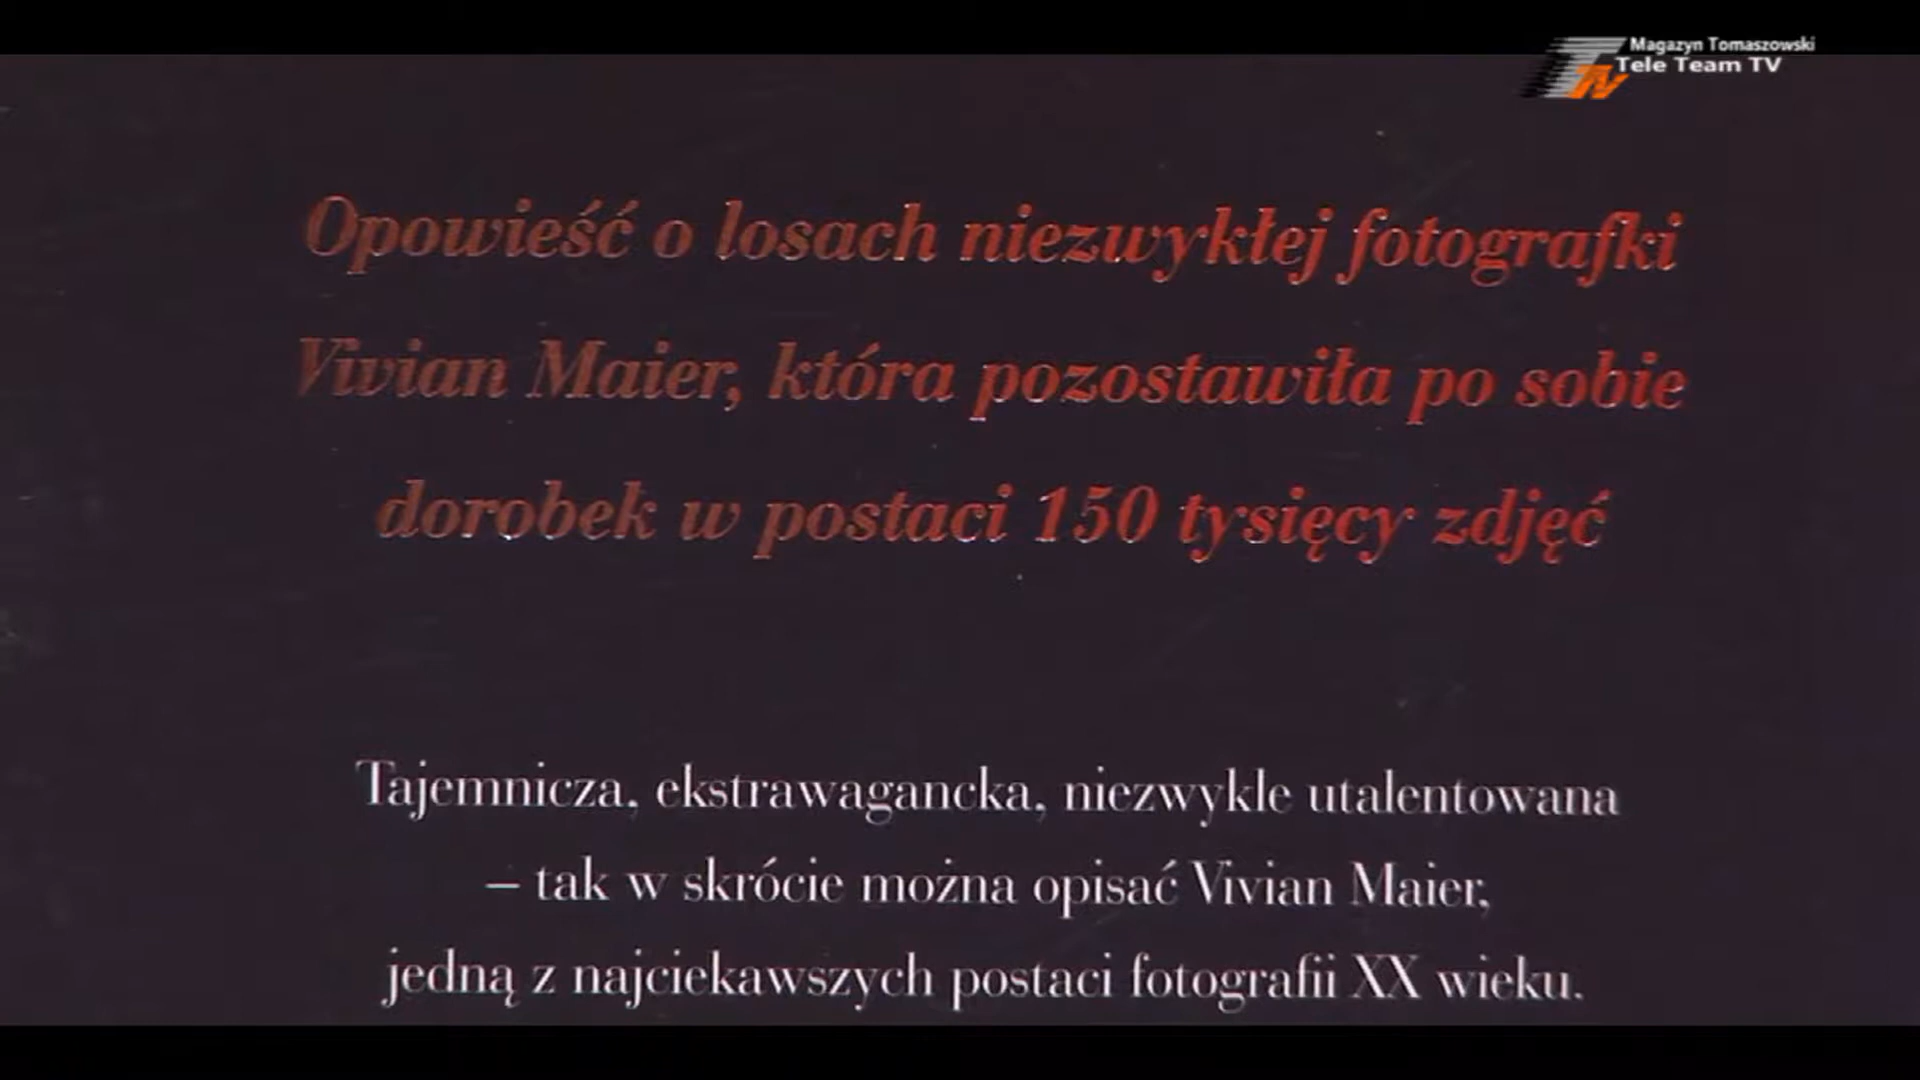 Magazyn Tomaszowski
Tele Team TV
Opowieść o losach niezwykłej fotografki
Vivian Maier, która pozostawiła po sobie
dorobek w postaci 150 tysięcy zdjęć
Tajemnicza, ekstrawagancka, niezwykle utalentowana
– tak w skrócie można opisać Vivian Maier,
jedną z najciekawszych postaci fotografii XX wieku.